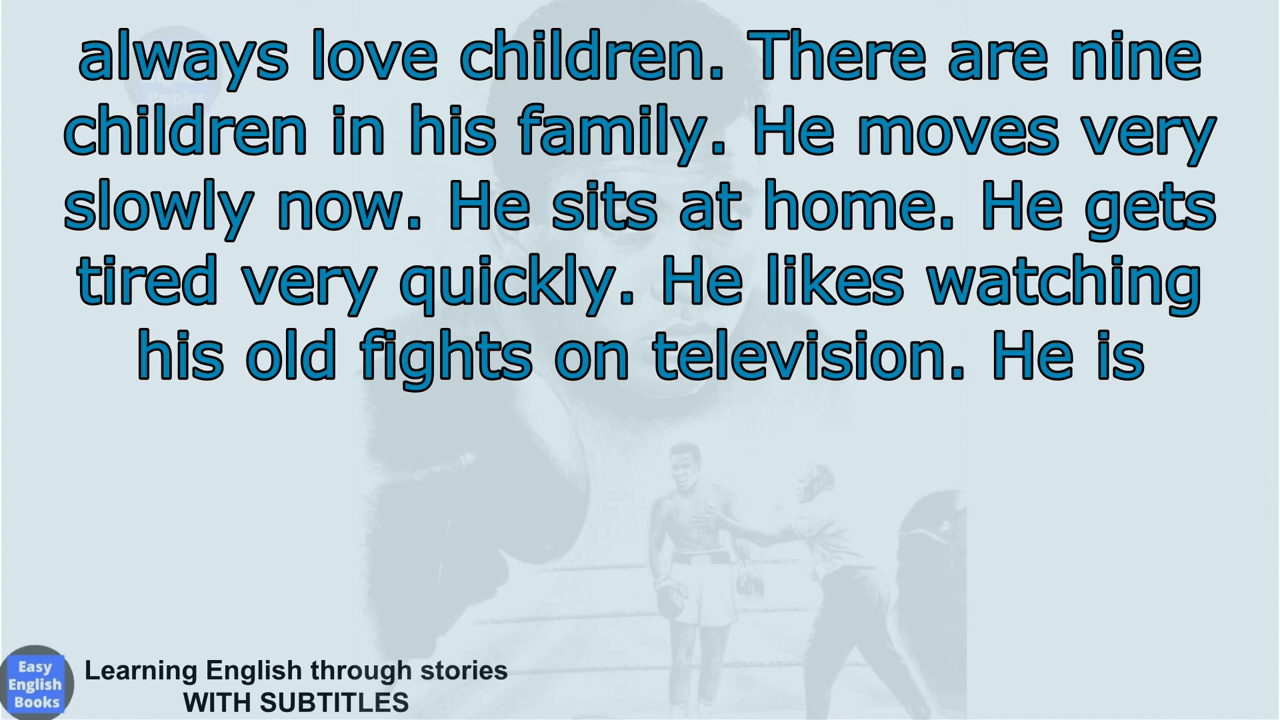 always love children. There are nine
children in his family. He moves very
slowly now. He sits at home. He gets
tired very quickly. He likes watching
his old fights on television. He is
Easy
English
Books
Learning English through stories
WITH SUBTITLES